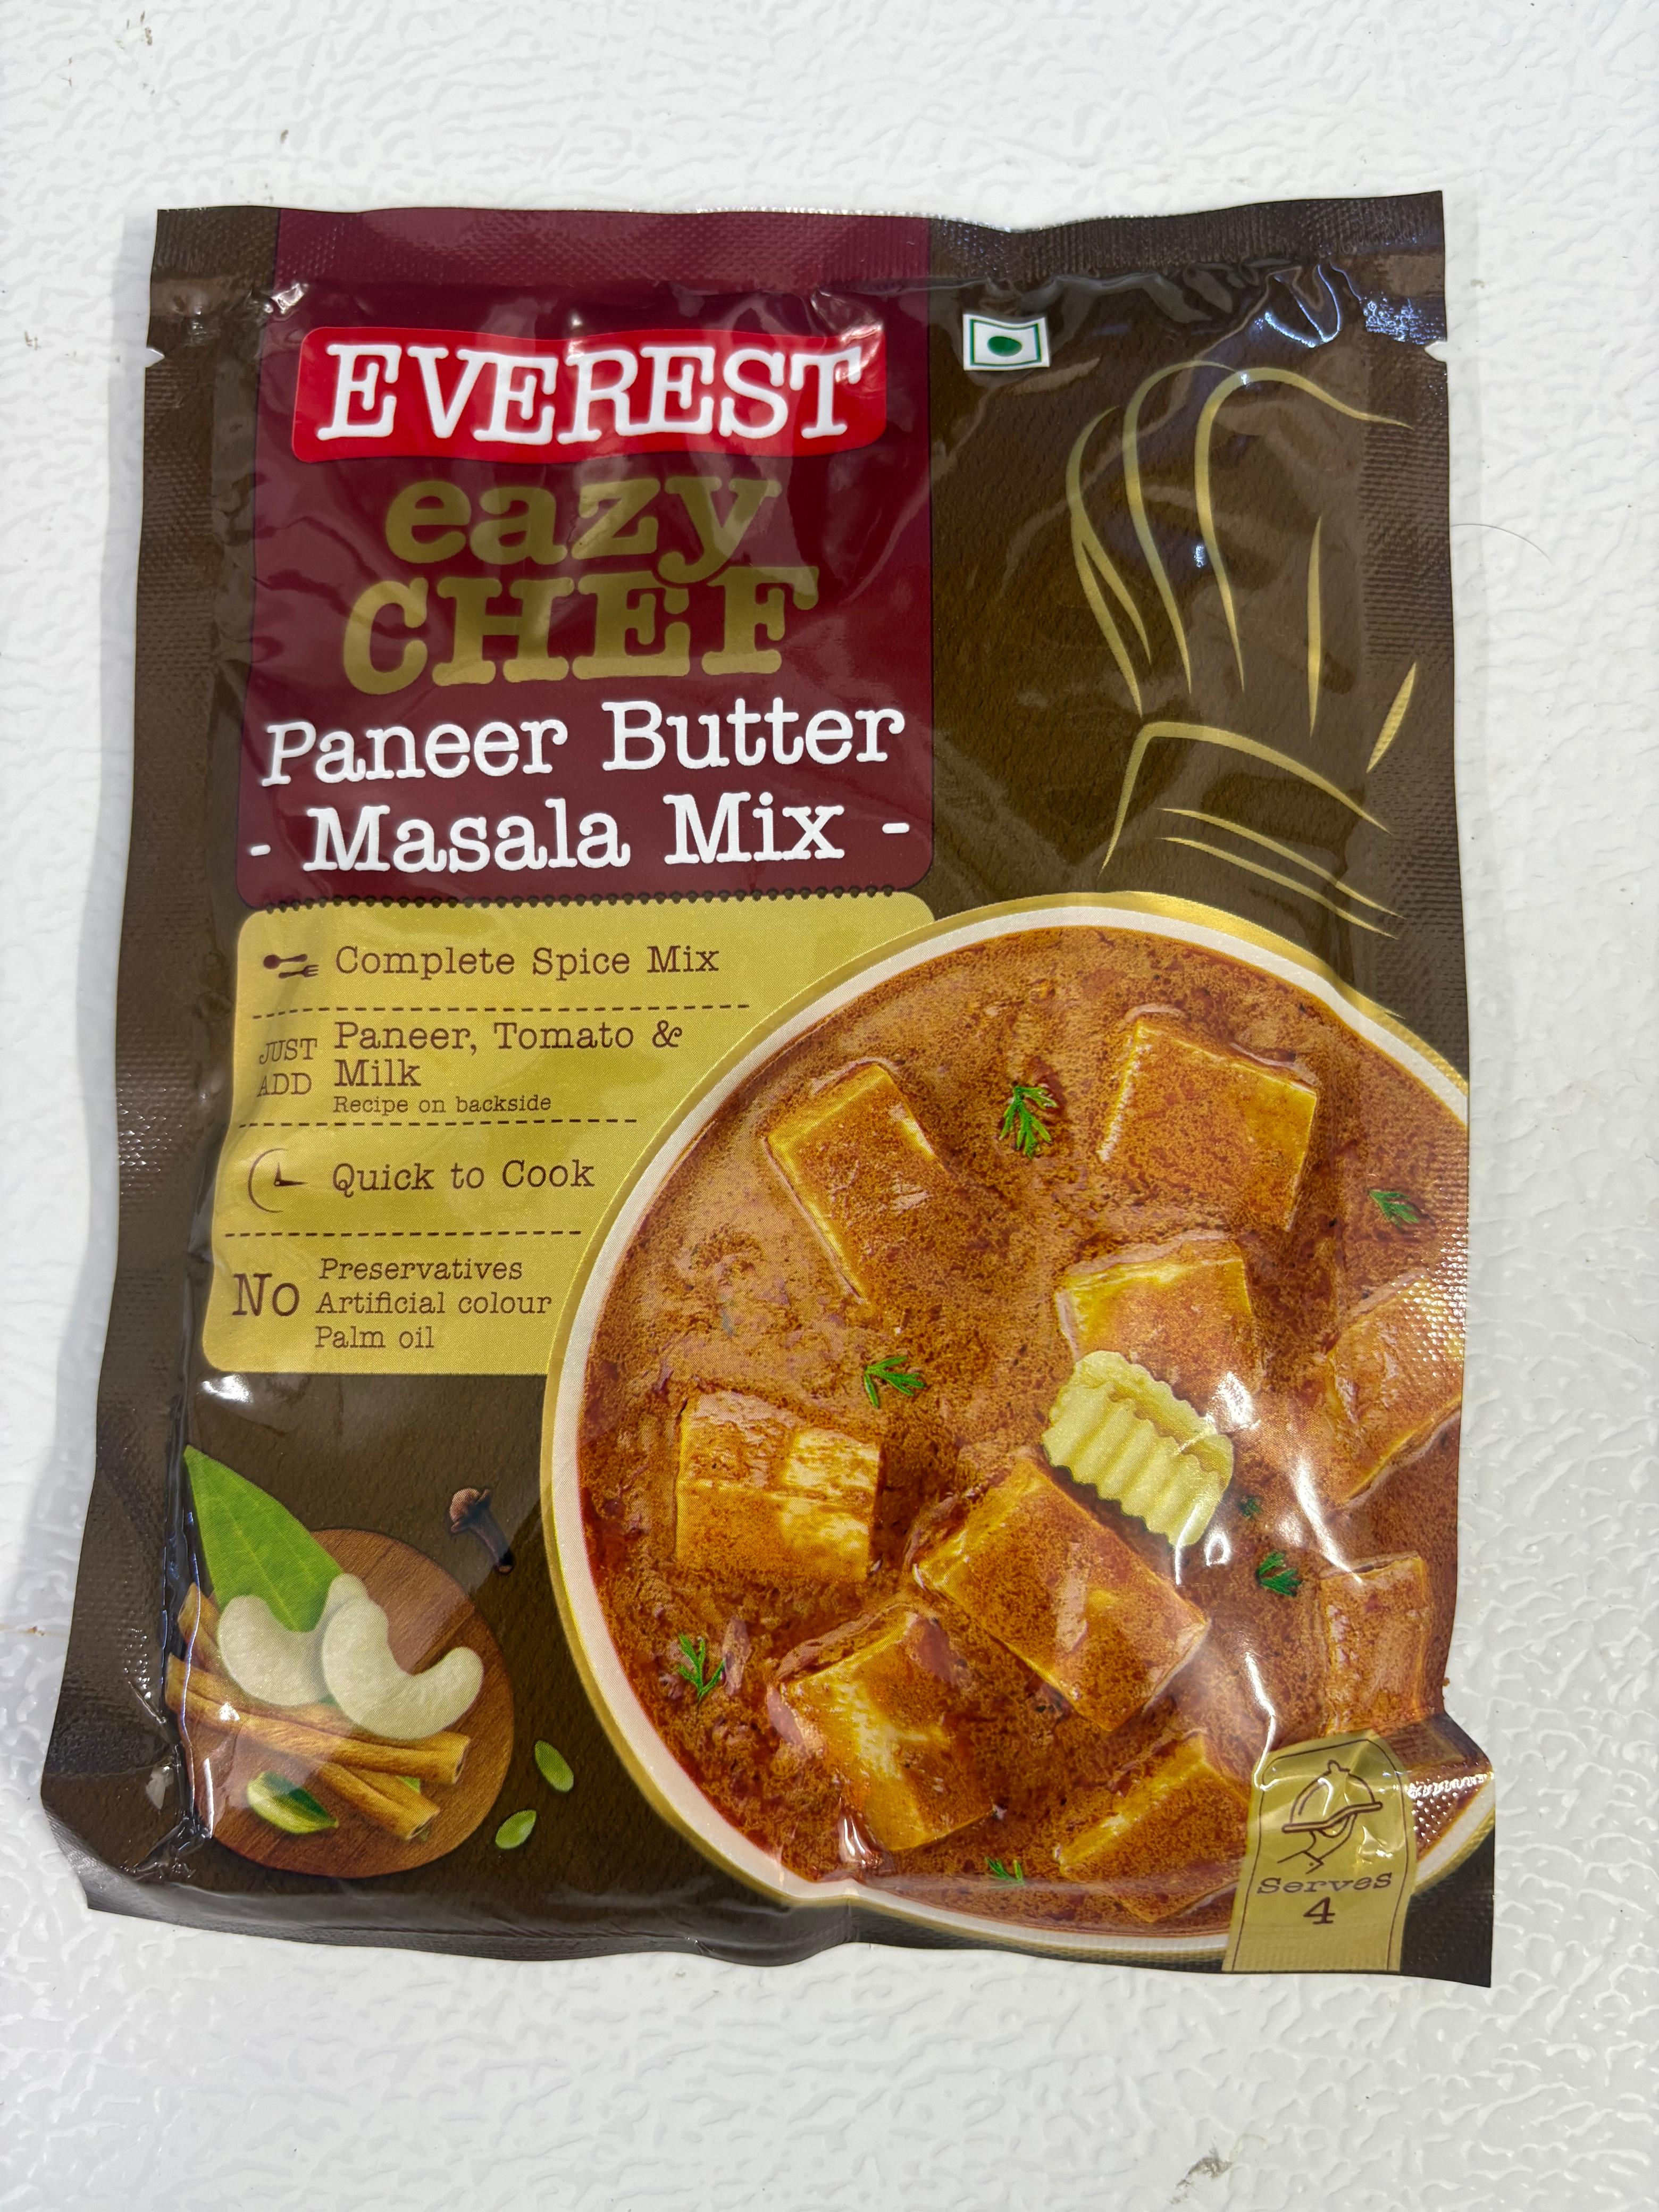 EVEREST
eazy
CHEF
Paneer Butter
- Masala Mix -
Complete Spice Mix
JUST
ADD
Paneer, Tomato &
Milk
Recipe on backside
Quick to Cook
No
Preservatives
Artificial colour
Palm oil
Serves
4